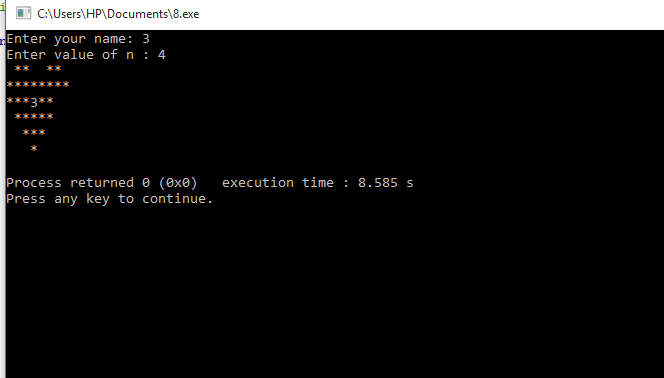 C:\Users\HP\Documents\8.exe
Enter your name: 3
Enter value of n : 4
 **  **
********
***3**
 *****
  ***
   *
Process returned 0 (0x0)   execution time : 8.585 s
Press any key to continue.